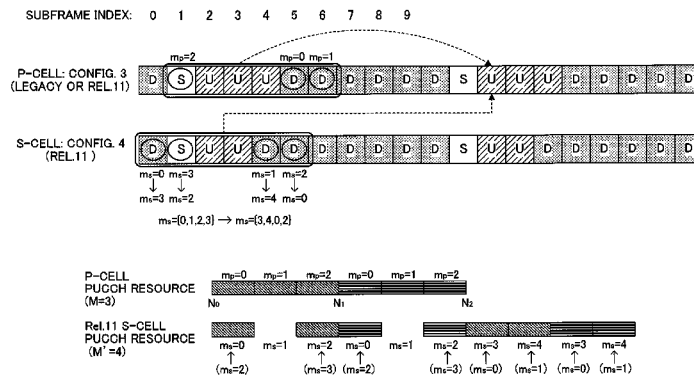 SUBFRAME INDEX: 0 1 2 3 4 5 6 7 8 9
mp=2 mp=0 mp=1
P-CELL: CONFIG. 3
(LEGACY OR REL.11)
D S U U U D D D D D S U U U D D D D D D
S-CELL: CONFIG. 4
(REL.11 )
D S U U D D D D D D S U U D D D D D D
ms=0 ms=3 ms=1 ms=2
↓ ↓ ↓ ↓
ms=3 ms=2 ms=4 ms=0
ms={0,1,2,3} → ms={3,4,0,2}
P-CELL
PUCCH RESOURCE
(M=3)
mp=0 mp=1 mp=2 mp=0 mp=1 mp=2
N0 N1 N2
Rel.11 S-CELL
PUCCH RESOURCE
(M'=4)
ms=0 ms=1 ms=2 ms=0 ms=1 ms=2 ms=3 ms=4 ms=3 ms=4
↑ ↑ ↑ ↑ ↑ ↑ ↑ ↑
(ms=2) (ms=3) (ms=2) (ms=3) (ms=0) (ms=1) (ms=0) (ms=1)